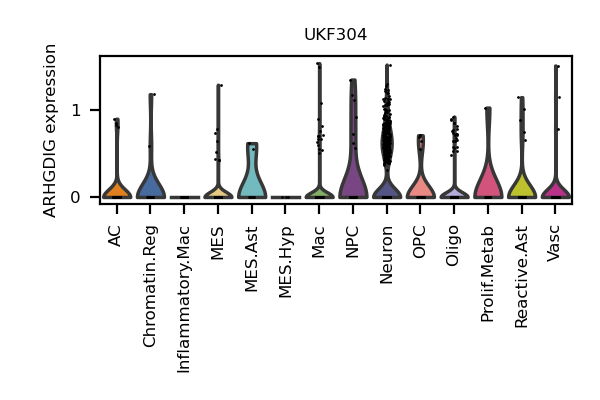 UKF304
ARHGDIG expression
1
0
AC
Chromatin.Reg
Inflammatory.Mac
MES
MES.Ast
MES.Hyp
Mac
NPC
Neuron
OPC
Oligo
Prolif.Metab
Reactive.Ast
Vasc